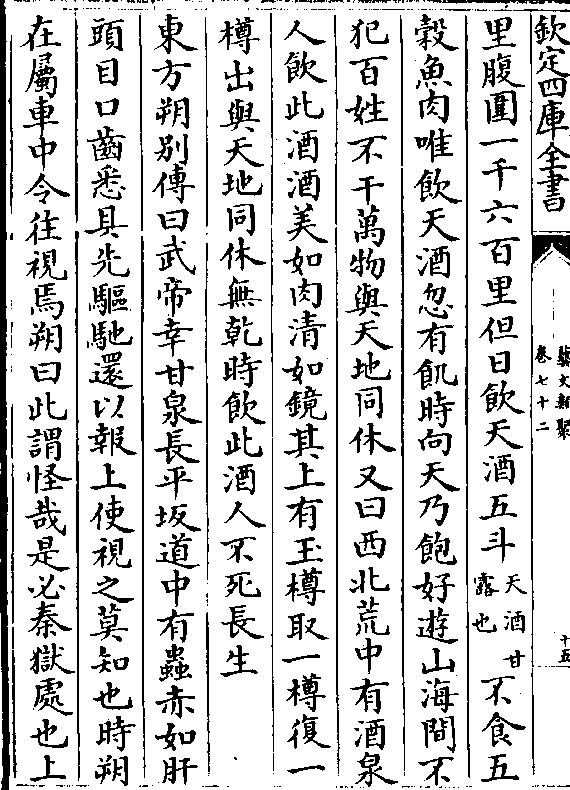 欽定四庫全書
藝文類聚
卷七十二
十五
里腹圍一千六百里但日飲天酒五斗天酒甘露也不食五
穀魚肉唯飲天酒忽有飢時向天乃飽好遊山海間不
犯百姓不干萬物與天地同休又曰西北荒中有酒泉
人飲此酒酒美如肉清如鏡其上有玉樽取一樽復一
樽出與天地同休無乾時飲此酒人不死長生
東方朔别傳曰武帝幸甘泉長平坂道中有蟲赤如肝
頭目口齒悉具先驅馳還以報上使視之莫知也時朔
在屬車中令往視焉朔曰此謂怪哉是必秦獄處也上